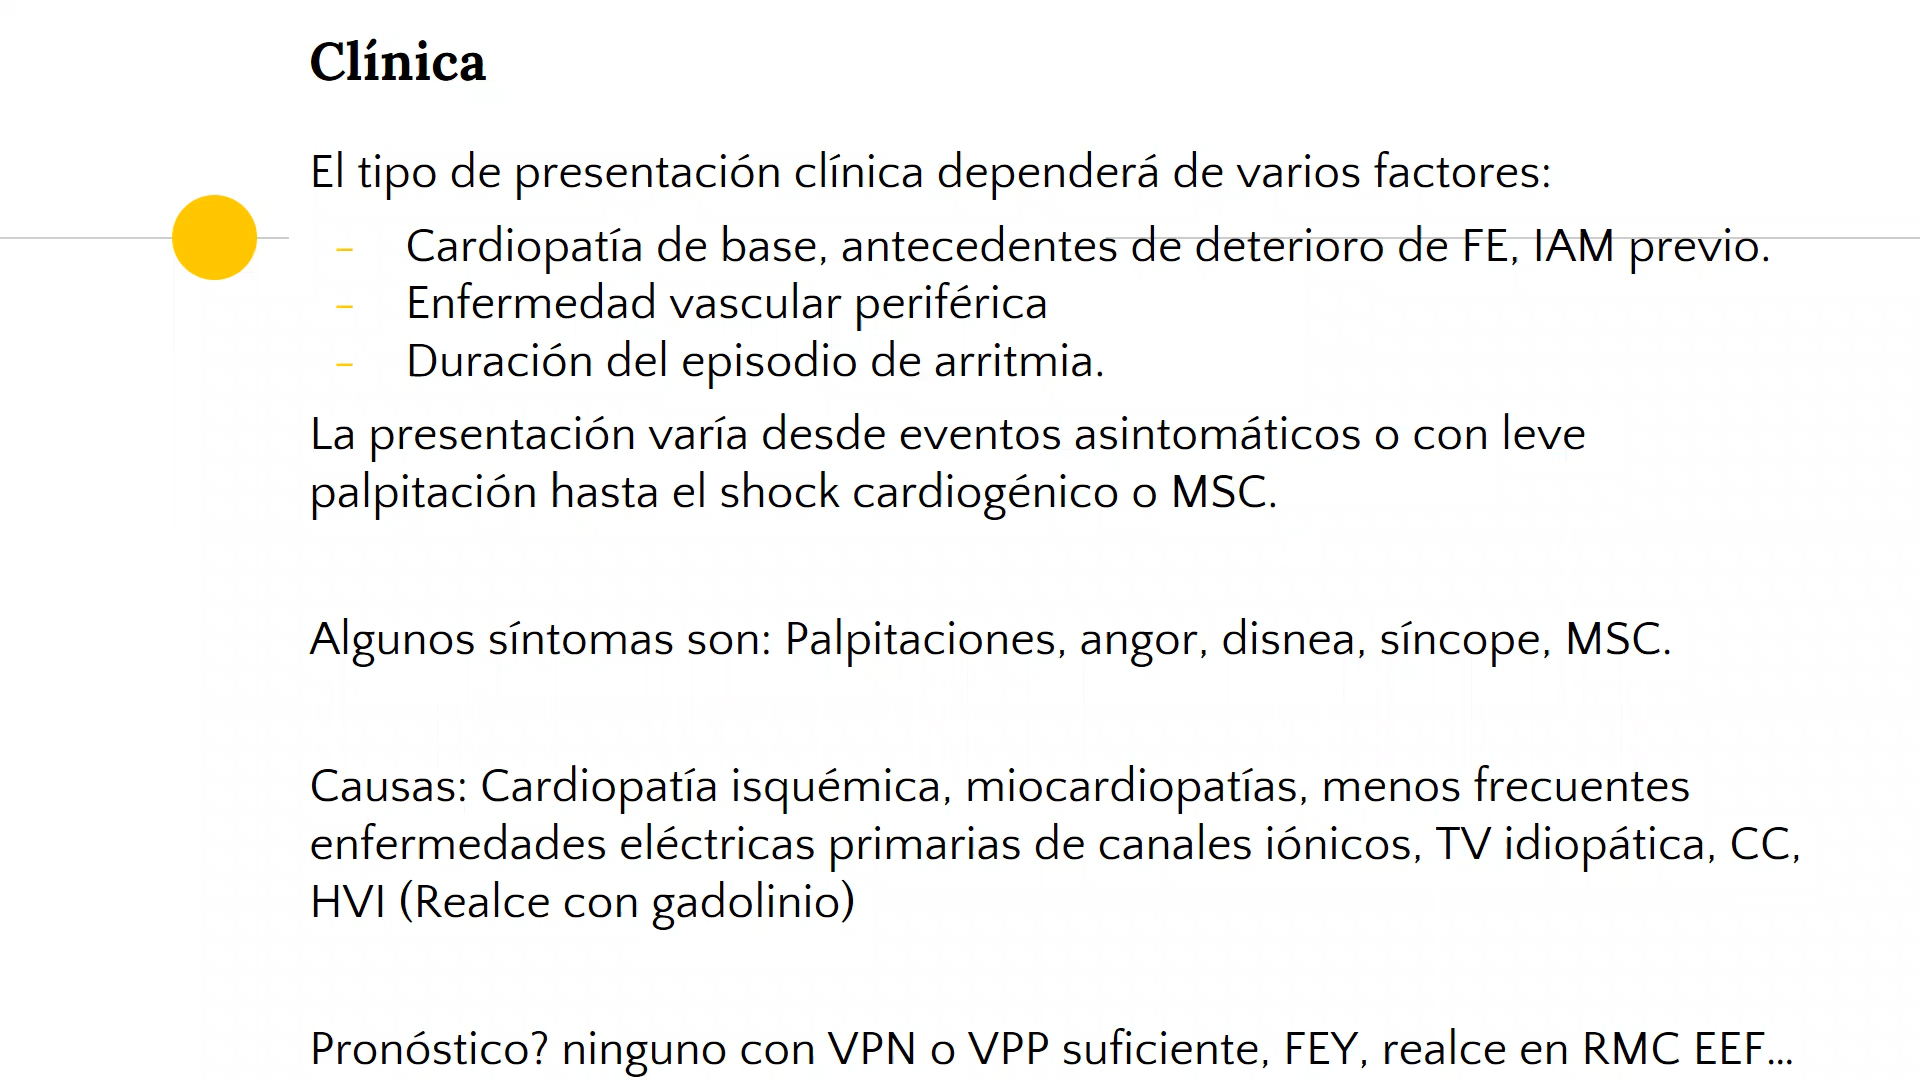 Clínica
El tipo de presentación clínica dependerá de varios factores:
- Cardiopatía de base, antecedentes de deterioro de FE, IAM previo.
- Enfermedad vascular periférica
- Duración del episodio de arritmia.
La presentación varía desde eventos asintomáticos o con leve
palpitación hasta el shock cardiogénico o MSC.
Algunos síntomas son: Palpitaciones, angor, disnea, síncope, MSC.
Causas: Cardiopatía isquémica, miocardiopatías, menos frecuentes
enfermedades eléctricas primarias de canales iónicos, TV idiopática, CC,
HVI (Realce con gadolinio)
Pronóstico? ninguno con VPN o VPP suficiente, FEY, realce en RMC EEF...